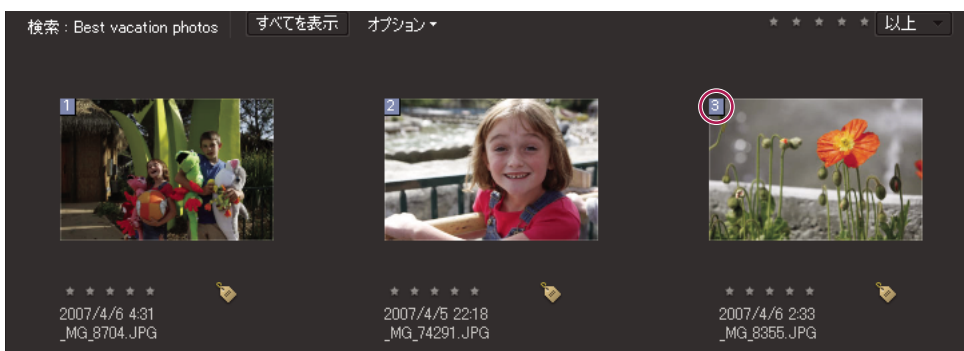 検索 : Best vacation photos すべてを表示 オプション 以上
1 2 3
2007/4/6 4:31 2007/4/5 22:18 2007/4/6 2:33
_MG_8704.JPG _MG_74291.JPG _MG_8355.JPG